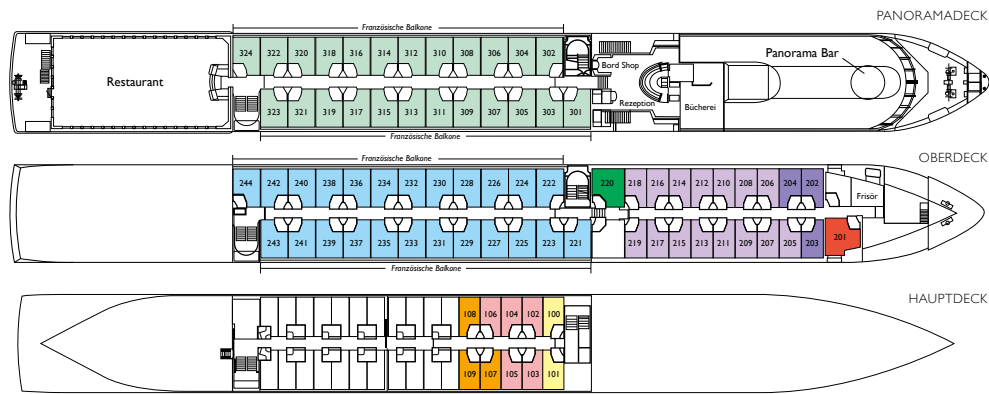 PANORAMADECK
Französische Balkone
324 322 320 318 316 314 312 310 308 306 304 302
Restaurant
Bord Shop
Panorama Bar
Rezeption
Bücherei
323 321 319 317 315 313 311 309 307 305 303 301
Französische Balkone
OBERDECK
Französische Balkone
244 242 240 238 236 234 232 230 228 226 224 222 220 218 216 214 212 210 208 206 204 202
Frisör
243 241 239 237 235 233 231 229 227 225 223 221 219 217 215 213 211 209 207 205 203 201
Französische Balkone
HAUPTDECK
108 106 104 102 100
109 107 105 103 101